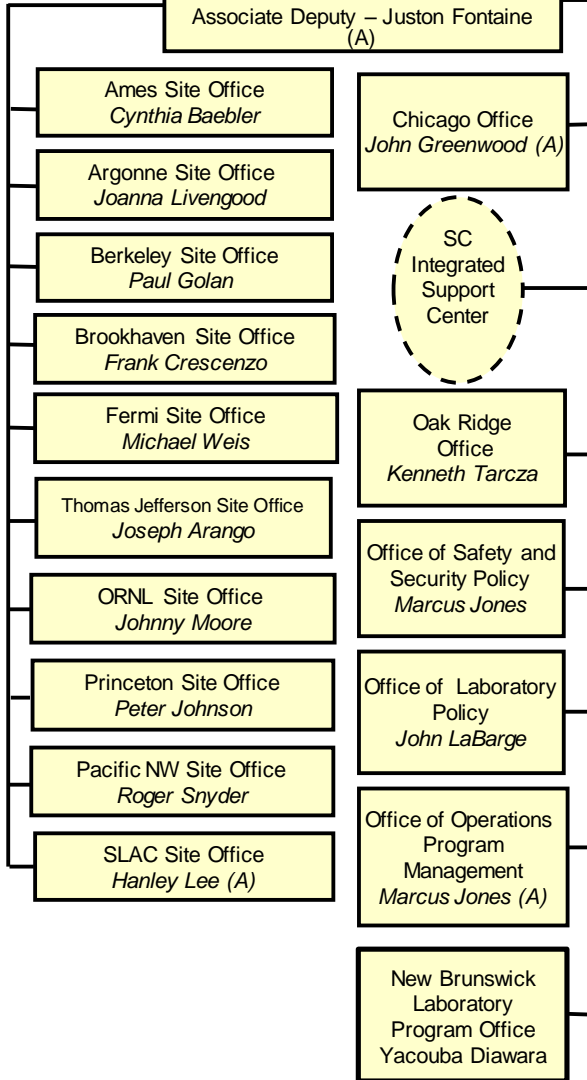 Associate Deputy – Juston Fontaine
(A)
Ames Site Office
Cynthia Baebler
Argonne Site Office
Joanna Livengood
Berkeley Site Office
Paul Golan
Brookhaven Site Office
Frank Crescenzo
Fermi Site Office
Michael Weis
Thomas Jefferson Site Office
Joseph Arango
ORNL Site Office
Johnny Moore
Princeton Site Office
Peter Johnson
Pacific NW Site Office
Roger Snyder
SLAC Site Office
Hanley Lee (A)
Chicago Office
John Greenwood (A)
SC
Integrated
Support
Center
Oak Ridge
Office
Kenneth Tarcza
Office of Safety and
Security Policy
Marcus Jones
Office of Laboratory
Policy
John LaBarge
Office of Operations
Program
Management
Marcus Jones (A)
New Brunswick
Laboratory
Program Office
Yacouba Diawara